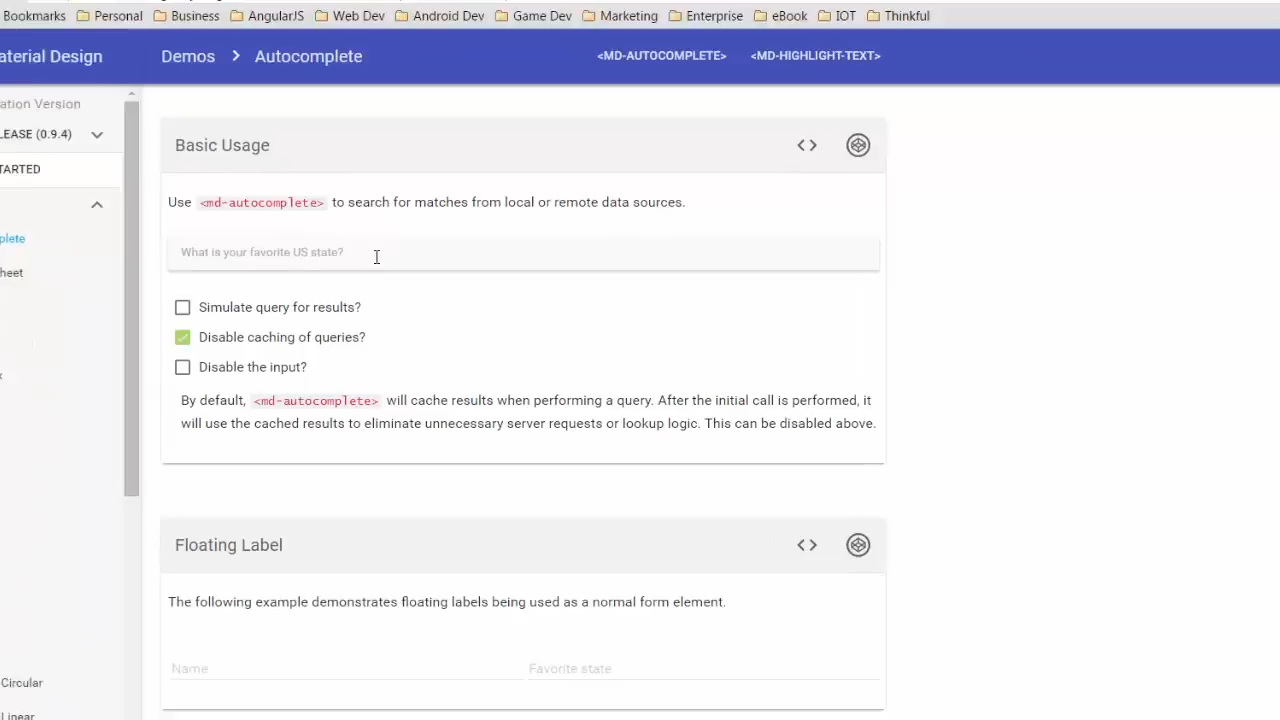 Bookmarks Personal Business AngularJS Web Dev Android Dev Game Dev Marketing Enterprise eBook IOT Thinkful
aterial Design
Demos > Autocomplete <MD-AUTOCOMPLETE> <MD-HIGHLIGHT-TEXT>
ation Version
LEASE (0.9.4)
TARTED
plete
heet
x
Circular
Linear
Basic Usage
Use <md-autocomplete> to search for matches from local or remote data sources.
What is your favorite US state?
Simulate query for results?
Disable caching of queries?
Disable the input?
By default, <md-autocomplete> will cache results when performing a query. After the initial call is performed, it
will use the cached results to eliminate unnecessary server requests or lookup logic. This can be disabled above.
Floating Label
The following example demonstrates floating labels being used as a normal form element.
Name Favorite state